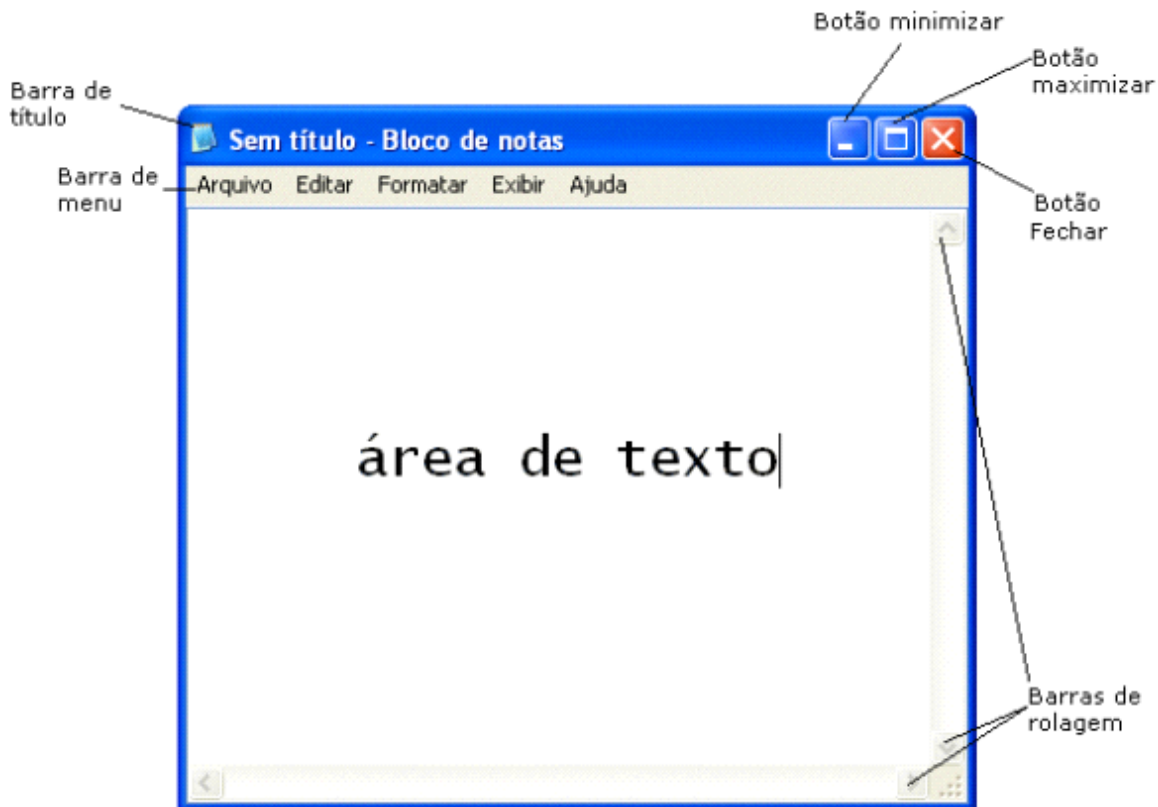 Botão minimizar
Botão
maximizar
Barra de
título
Sem título - Bloco de notas
Barra de
menu
Arquivo Editar Formatar Exibir Ajuda
Botão
Fechar
área de texto
Barras de
rolagem